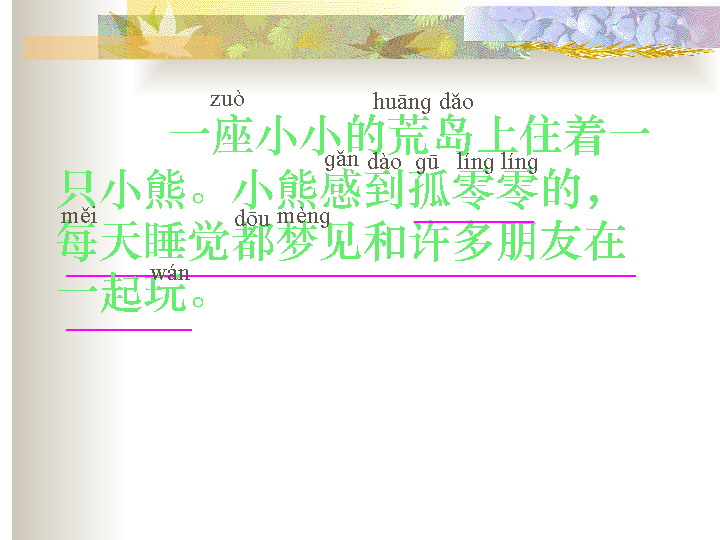 zuò huāng dǎo
一座小小的荒岛上住着一
gǎn dào gū líng líng
只小熊。小熊感到孤零零的，
měi dōu mèng
每天睡觉都梦见和许多朋友在
wán
一起玩。